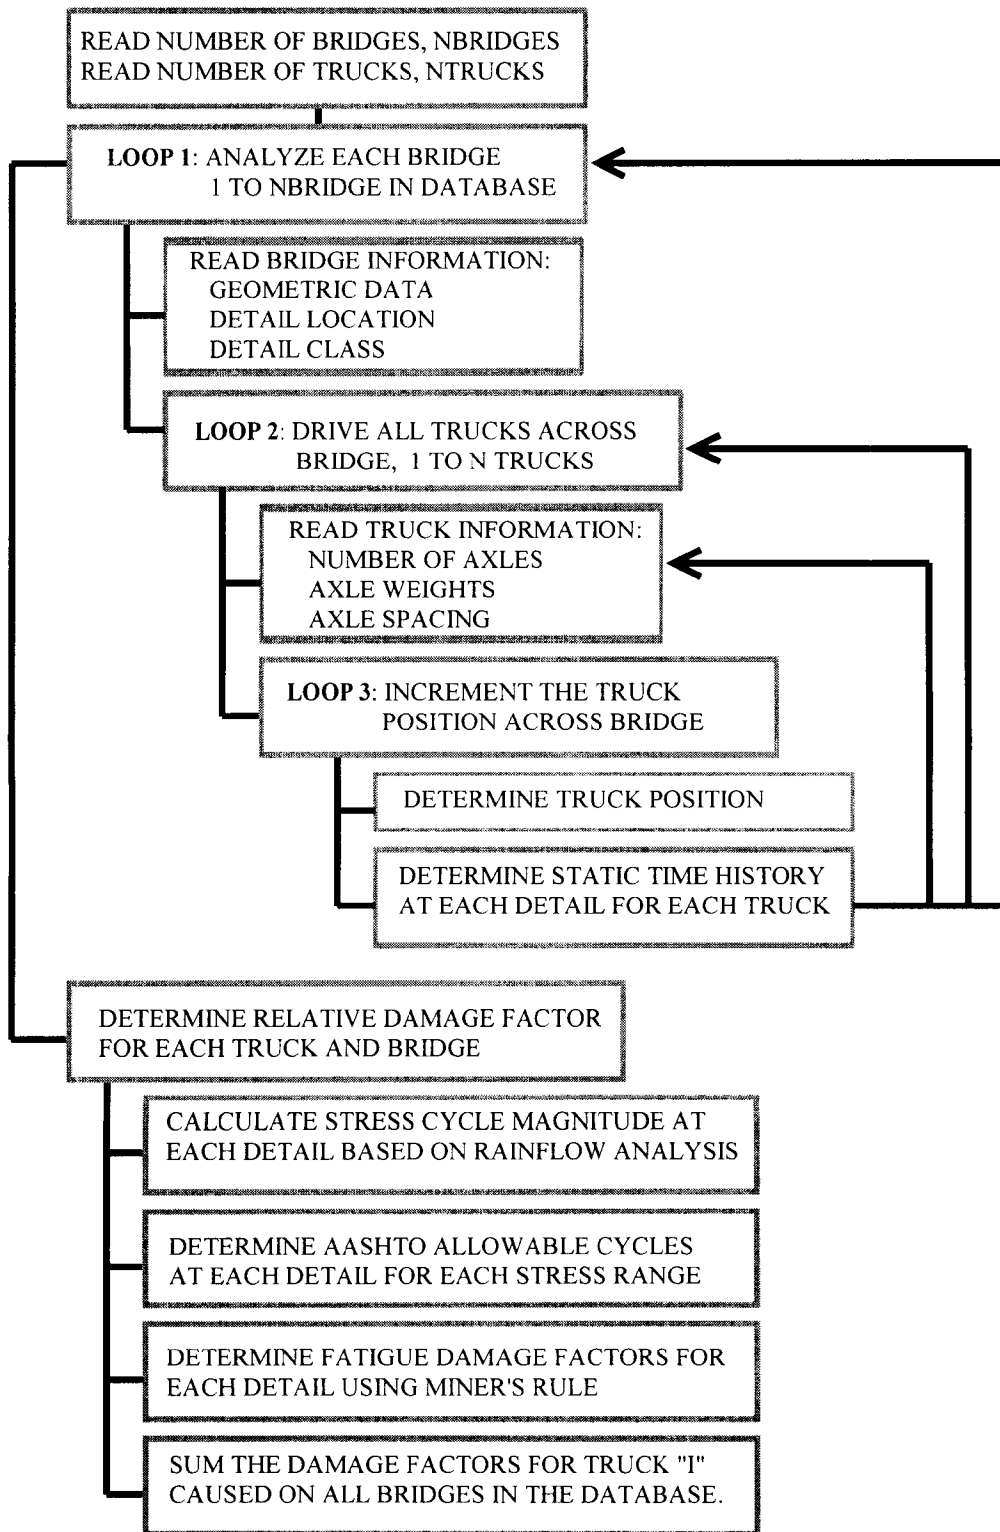 READ NUMBER OF BRIDGES, NBRIDGES
READ NUMBER OF TRUCKS, NTRUCKS
LOOP 1: ANALYZE EACH BRIDGE
1 TO NBRIDGE IN DATABASE
READ BRIDGE INFORMATION:
GEOMETRIC DATA
DETAIL LOCATION
DETAIL CLASS
LOOP 2: DRIVE ALL TRUCKS ACROSS
BRIDGE, 1 TO N TRUCKS
READ TRUCK INFORMATION:
NUMBER OF AXLES
AXLE WEIGHTS
AXLE SPACING
LOOP 3: INCREMENT THE TRUCK
POSITION ACROSS BRIDGE
DETERMINE TRUCK POSITION
DETERMINE STATIC TIME HISTORY
AT EACH DETAIL FOR EACH TRUCK
DETERMINE RELATIVE DAMAGE FACTOR
FOR EACH TRUCK AND BRIDGE
CALCULATE STRESS CYCLE MAGNITUDE AT
EACH DETAIL BASED ON RAINFLOW ANALYSIS
DETERMINE AASHTO ALLOWABLE CYCLES
AT EACH DETAIL FOR EACH STRESS RANGE
DETERMINE FATIGUE DAMAGE FACTORS FOR
EACH DETAIL USING MINER'S RULE
SUM THE DAMAGE FACTORS FOR TRUCK "I"
CAUSED ON ALL BRIDGES IN THE DATABASE.